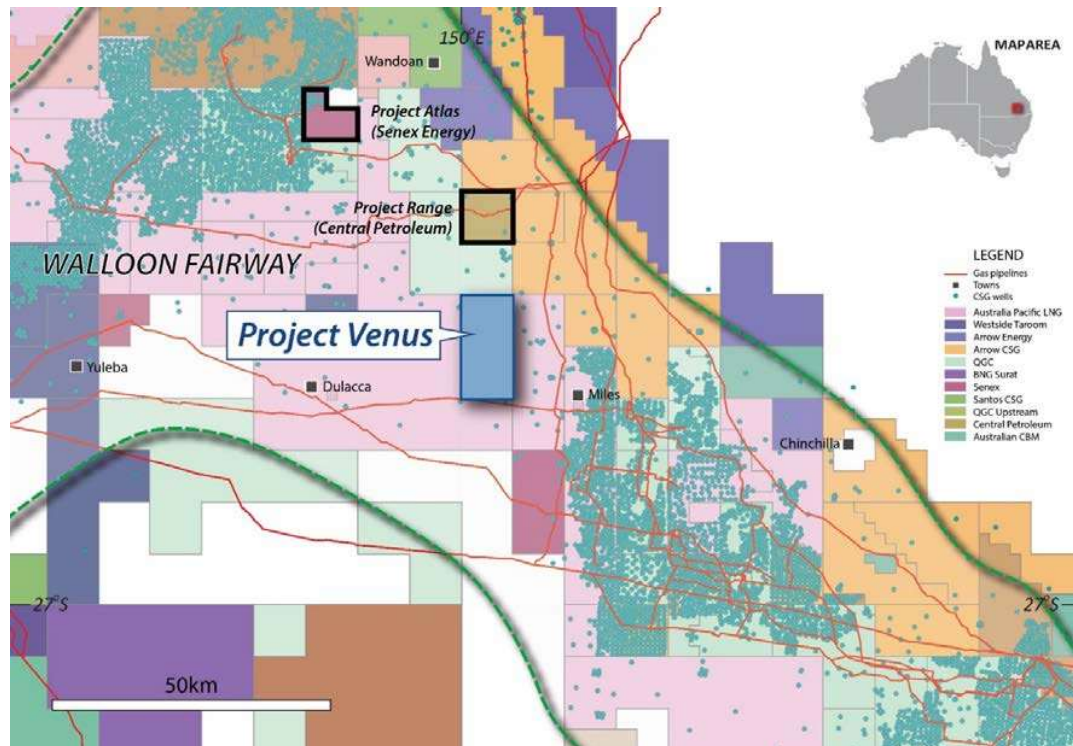 150°E
MAPAREA
Wandoan
Project Atlas
(Senex Energy)
Project Range
(Central Petroleum)
WALLOON FAIRWAY
LEGEND
Gas pipelines
Towns
CSG wells
Australia Pacific LNG
Westside Taroom
Arrow Energy
Arrow CSG
QGC
BNG Surat
Senex
Santos CSG
QGC Upstream
Central Petroleum
Australian CBM
Project Venus
Yuleba
Dulacca
Miles
Chinchilla
27°S
27°S
50km